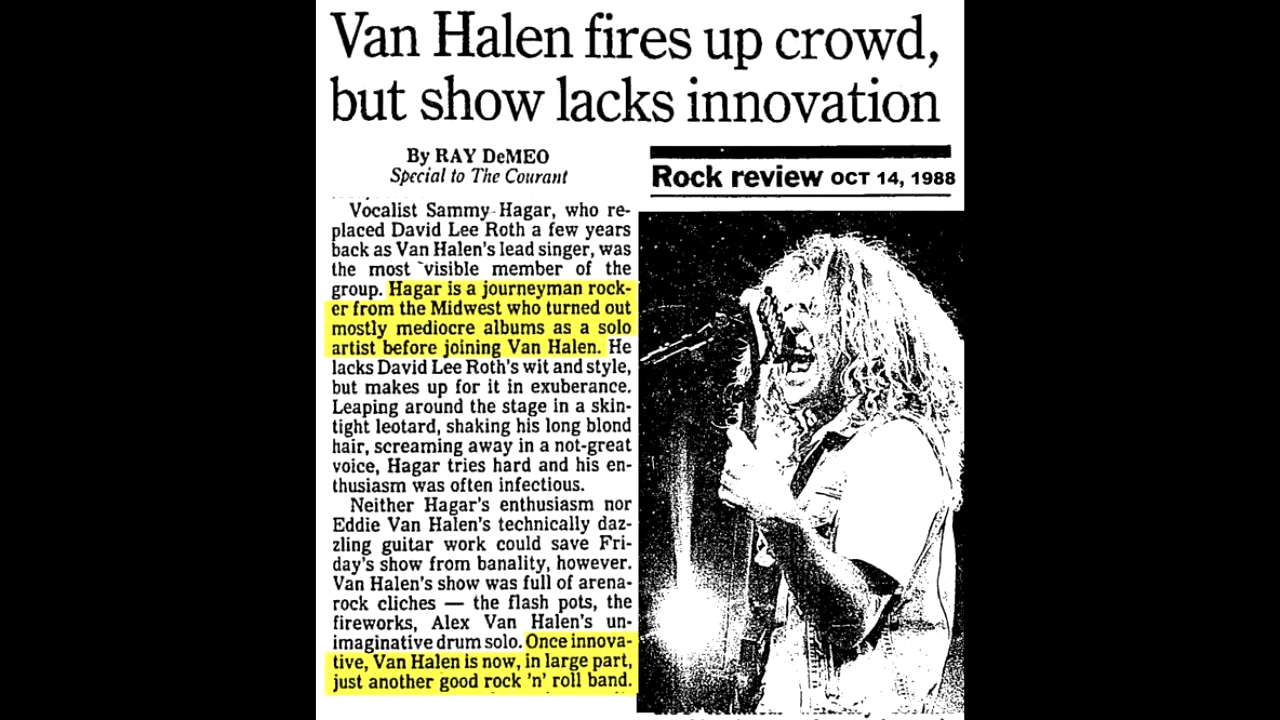 Van Halen fires up crowd,
but show lacks innovation
By RAY DeMEO
Special to The Courant
Rock review OCT 14, 1988
Vocalist Sammy Hagar, who re-
placed David Lee Roth a few years
back as Van Halen's lead singer, was
the most visible member of the
group. Hagar is a journeyman rock-
er from the Midwest who turned out
mostly mediocre albums as a solo
artist before joining Van Halen. He
lacks David Lee Roth's wit and style,
but makes up for it in exuberance.
Leaping around the stage in a skin-
tight leotard, shaking his long blond
hair, screaming away in a not-great
voice, Hagar tries hard and his en-
thusiasm was often infectious.
Neither Hagar's enthusiasm nor
Eddie Van Halen's technically daz-
zling guitar work could save Fri-
day's show from banality, however.
Van Halen's show was full of arena-
rock cliches — the flash pots, the
fireworks, Alex Van Halen's un-
imaginative drum solo. Once innova-
tive, Van Halen is now, in large part,
just another good rock 'n' roll band.